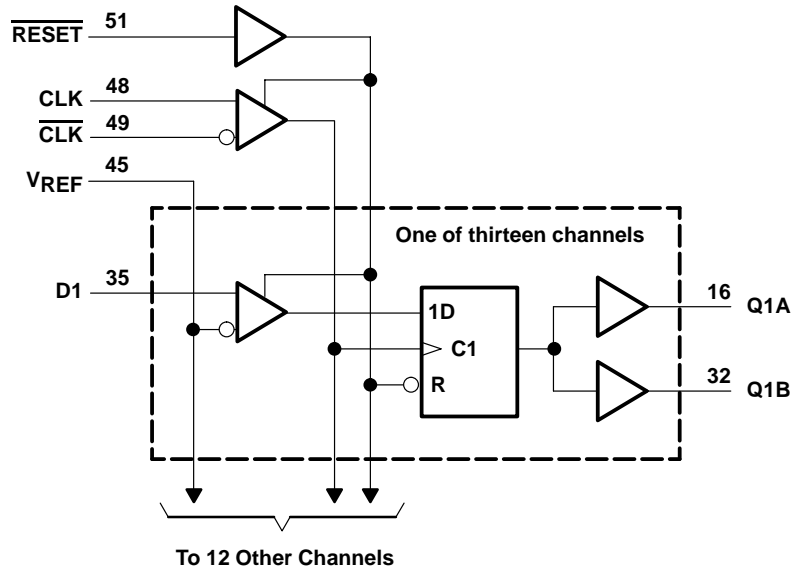 RESET 51
CLK 48
CLK 49
VREF 45
One of thirteen channels
D1 35
1D
C1
R
16 Q1A
32 Q1B
To 12 Other Channels